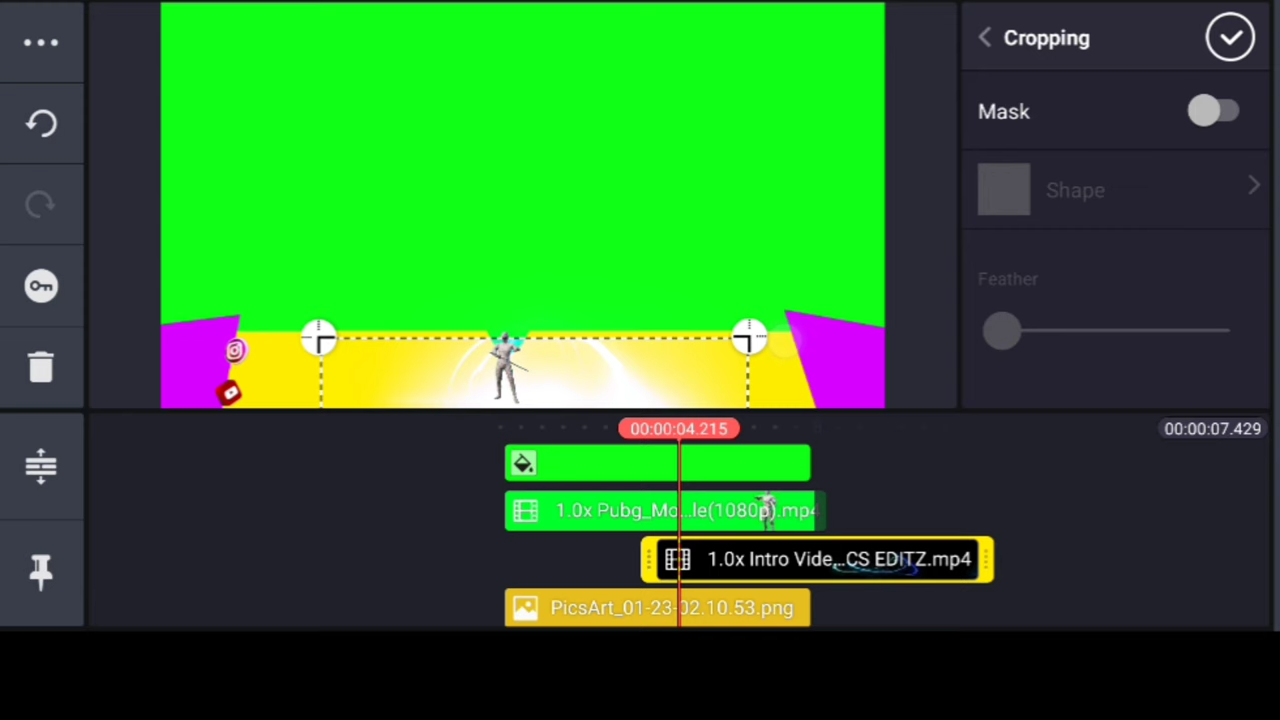 Cropping
Mask
Shape
Feather
00:00:04.215
00:00:07.429
1.0x Pubg_Mo...le(1080p).mp4
1.0x Intro Vide...CS EDITZ.mp4
PicsArt_01-23-02.10.53.png